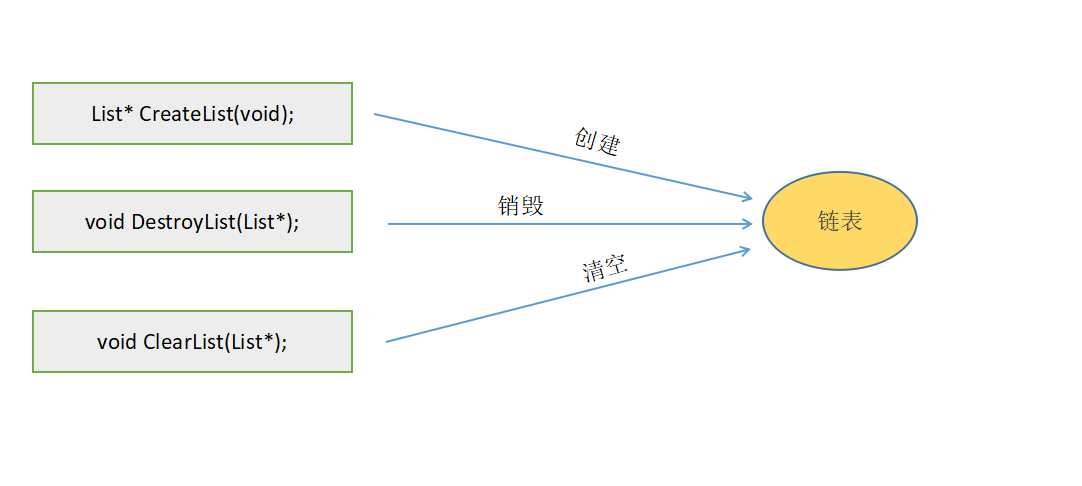 List* CreateList(void);
创建
void DestroyList(List*);
销毁
链表
清空
void ClearList(List*);